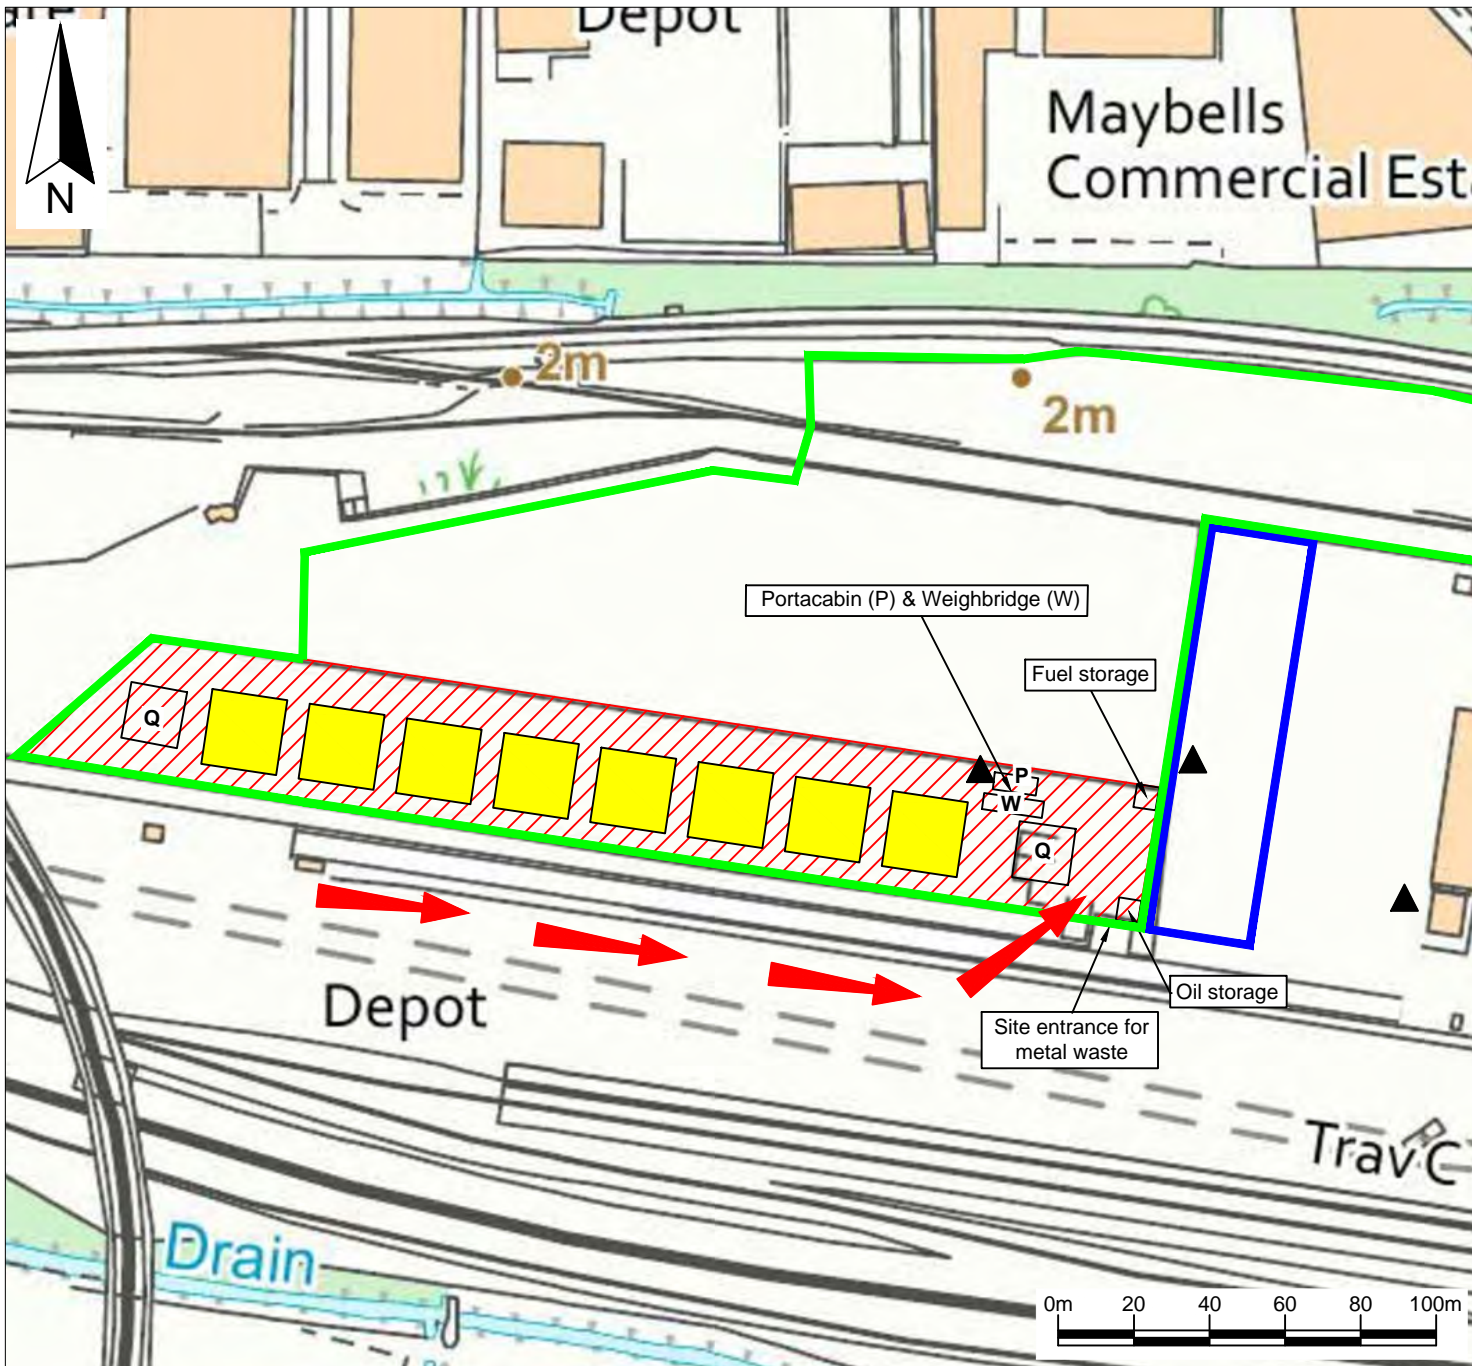 Depot
N
Maybells
Commercial Est
2m
2m
Portacabin (P) & Weighbridge (W)
Fuel storage
Q
P
W
Q
Oil storage
Site entrance for
metal waste
Depot
Trav C
Drain
0m 20 40 60 80 100m